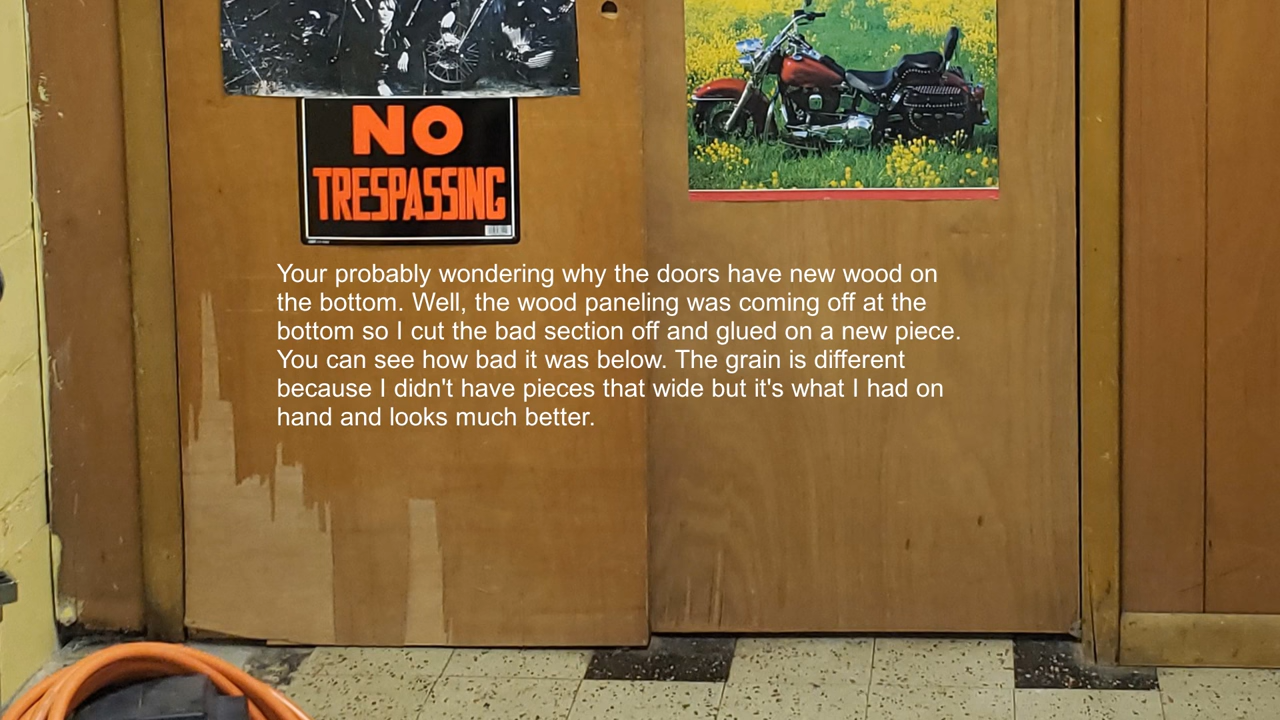 NO
TRESPASSING
Your probably wondering why the doors have new wood on
the bottom. Well, the wood paneling was coming off at the
bottom so I cut the bad section off and glued on a new piece.
You can see how bad it was below. The grain is different
because I didn't have pieces that wide but it's what I had on
hand and looks much better.